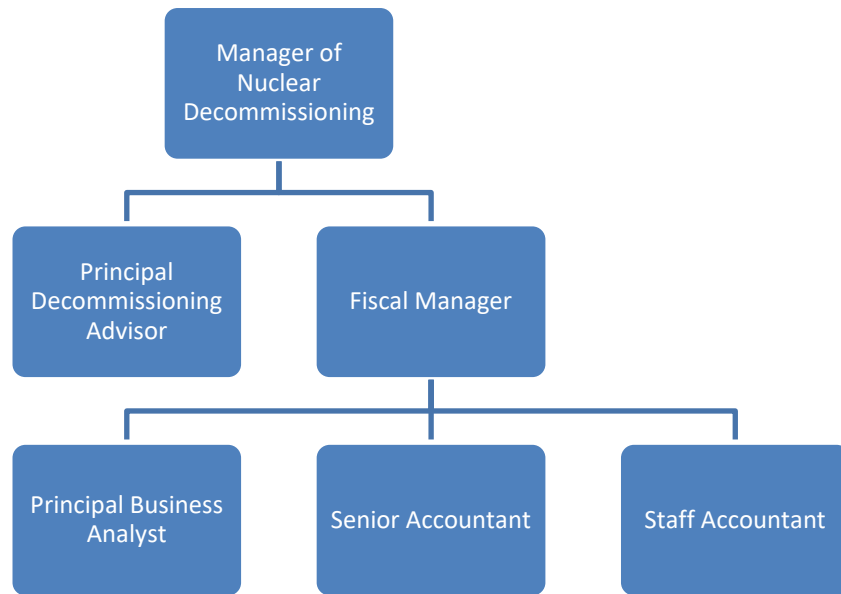 Manager of
Nuclear
Decommissioning
Principal
Decommissioning
Advisor
Fiscal Manager
Principal Business
Analyst
Senior Accountant
Staff Accountant